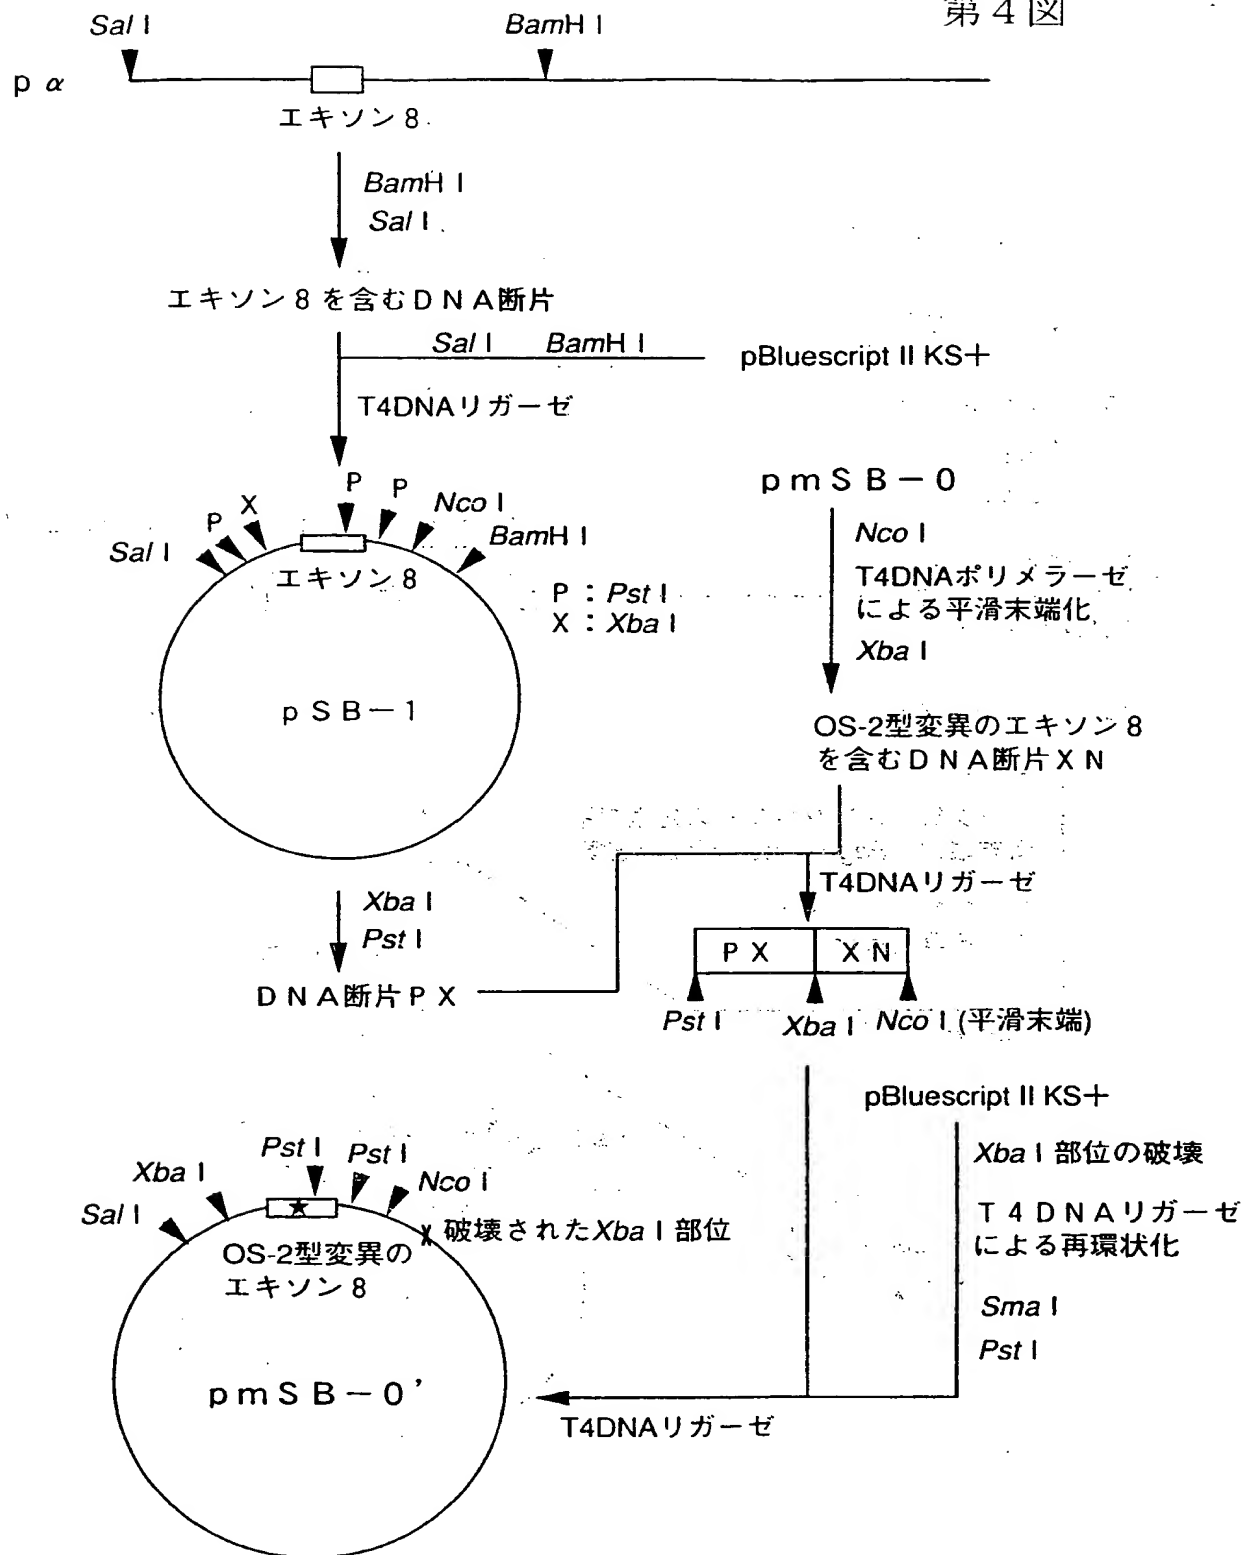 第4図
Sal I
BamH I
p α
エキソン8
BamH I
Sal I
エキソン8を含むDNA断片
Sal I BamH I
pBluescript II KS+
T4DNAリガーゼ
pmSB-0
P
P
X
P
Nco I
Sal I
BamH I
エキソン8
P:Pst I
X:Xba I
Nco I
T4DNAポリメラーゼ
による平滑末端化
Xba I
pSB-1
OS-2型変異のエキソン8
を含むDNA断片XN
T4DNAリガーゼ
Xba I
Pst I
PX
XN
DNA断片PX
Pst I
Xba I
Nco I (平滑末端)
pBluescript II KS+
Xba I 部位の破壊
T4DNAリガーゼ
による再環状化
Sma I
Pst I
Pst I
Pst I
Xba I
Nco I
Sal I
破壊されたXba I 部位
OS-2型変異の
エキソン8
pmSB-0'
T4DNAリガーゼ